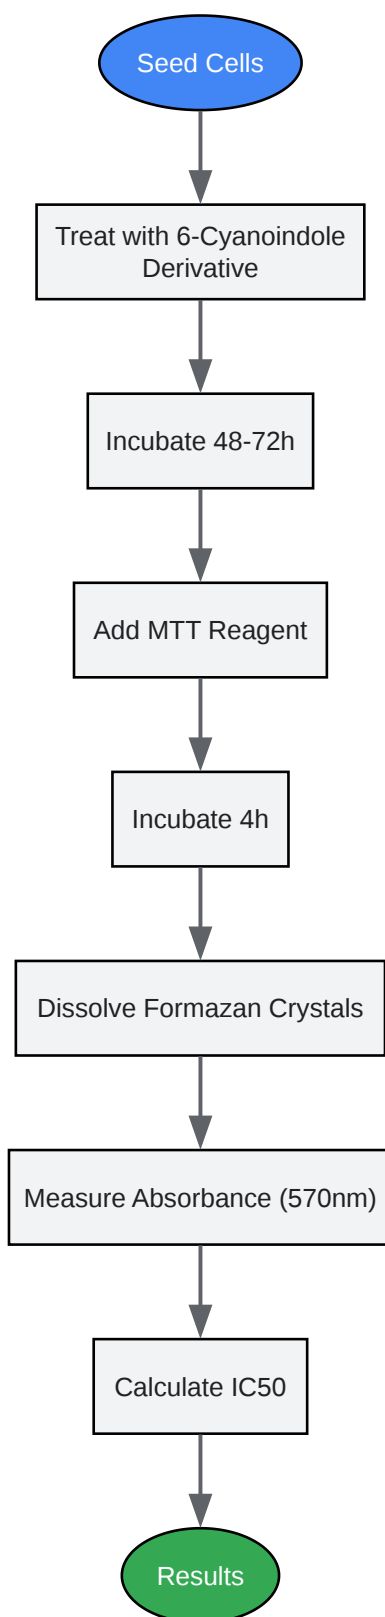 Seed Cells
Treat with 6-Cyanoindole
Derivative
Incubate 48-72h
Add MTT Reagent
Incubate 4h
Dissolve Formazan Crystals
Measure Absorbance (570nm)
Calculate IC50
Results